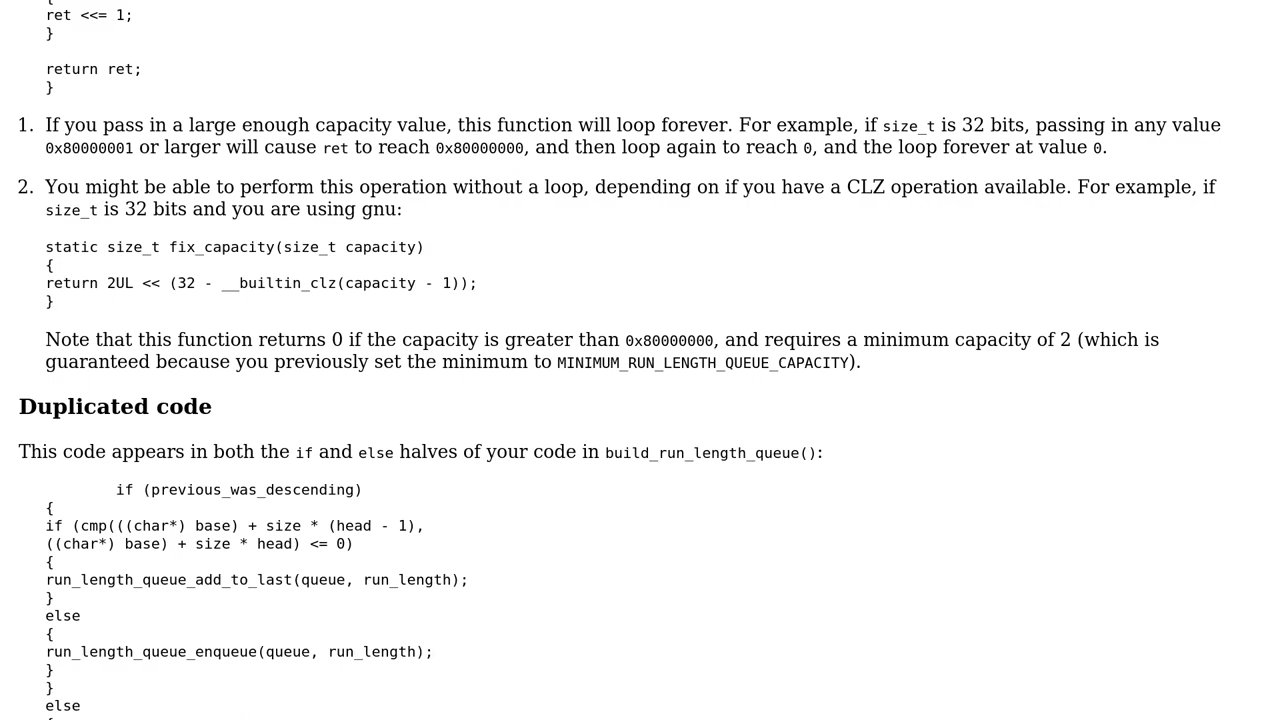 {
ret <<= 1;
}
return ret;
}
1. If you pass in a large enough capacity value, this function will loop forever. For example, if size_t is 32 bits, passing in any value
0x80000001 or larger will cause ret to reach 0x80000000, and then loop again to reach 0, and the loop forever at value 0.
2. You might be able to perform this operation without a loop, depending on if you have a CLZ operation available. For example, if
size_t is 32 bits and you are using gnu:
static size_t fix_capacity(size_t capacity)
{
return 2UL << (32 - __builtin_clz(capacity - 1));
}
Note that this function returns 0 if the capacity is greater than 0x80000000, and requires a minimum capacity of 2 (which is
guaranteed because you previously set the minimum to MINIMUM_RUN_LENGTH_QUEUE_CAPACITY).
Duplicated code
This code appears in both the if and else halves of your code in build_run_length_queue():
if (previous_was_descending)
{
if (cmp(((char*) base) + size * (head - 1),
((char*) base) + size * head) <= 0)
{
run_length_queue_add_to_last(queue, run_length);
}
else
{
run_length_queue_enqueue(queue, run_length);
}
}
else